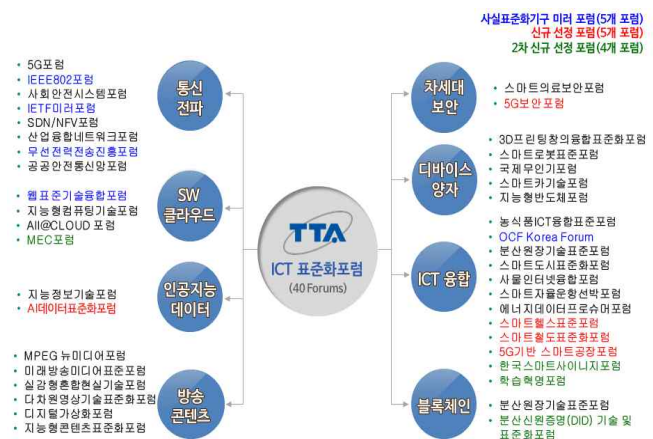 사실표준화기구 미러 포럼(5개 포럼)
신규 선정 포럼(5개 포럼)
2차 신규 선정 포럼(4개 포럼)
통신
전파
• 5G포럼
• IEEE802포럼
• 사회안전시스템포럼
• IETF미러포럼
• SDN/NFV포럼
• 산업융합네트워크포럼
• 무선전력전송진흥포럼
• 공공안전통신망포럼
SW
클라우드
• 웹표준기술융합포럼
• 지능형컴퓨팅기술포럼
• All@CLOUD 포럼
• MEC포럼
인공지능
데이터
• 지능정보기술포럼
• AI데이터표준화포럼
방송
콘텐츠
• MPEG 뉴미디어포럼
• 미래방송미디어표준포럼
• 실감형혼합현실기술포럼
• 다차원영상기술표준화포럼
• 디지털가상화포럼
• 지능형콘텐츠표준화포럼
TTA
ICT 표준화포럼
(40 Forums)
차세대
보안
• 스마트의료보안포럼
• 5G보안포럼
디바이스
양자
• 3D프린팅창의융합표준화포럼
• 스마트로봇표준포럼
• 국제무인기포럼
• 스마트카기술포럼
• 지능형반도체포럼
ICT 융합
• 농식품ICT융합표준포럼
• OCF Korea Forum
• 분산원장기술표준포럼
• 스마트도시표준화포럼
• 사물인터넷융합포럼
• 스마트자율운항선박포럼
• 에너지데이터프로슈머포럼
• 스마트헬스표준포럼
• 스마트철도표준화포럼
• 5G기반 스마트공장포럼
• 한국스마트사이니지포럼
• 학습혁명포럼
블록체인
• 분산원장기술표준포럼
• 분산신원증명(DID) 기술 및
표준화포럼